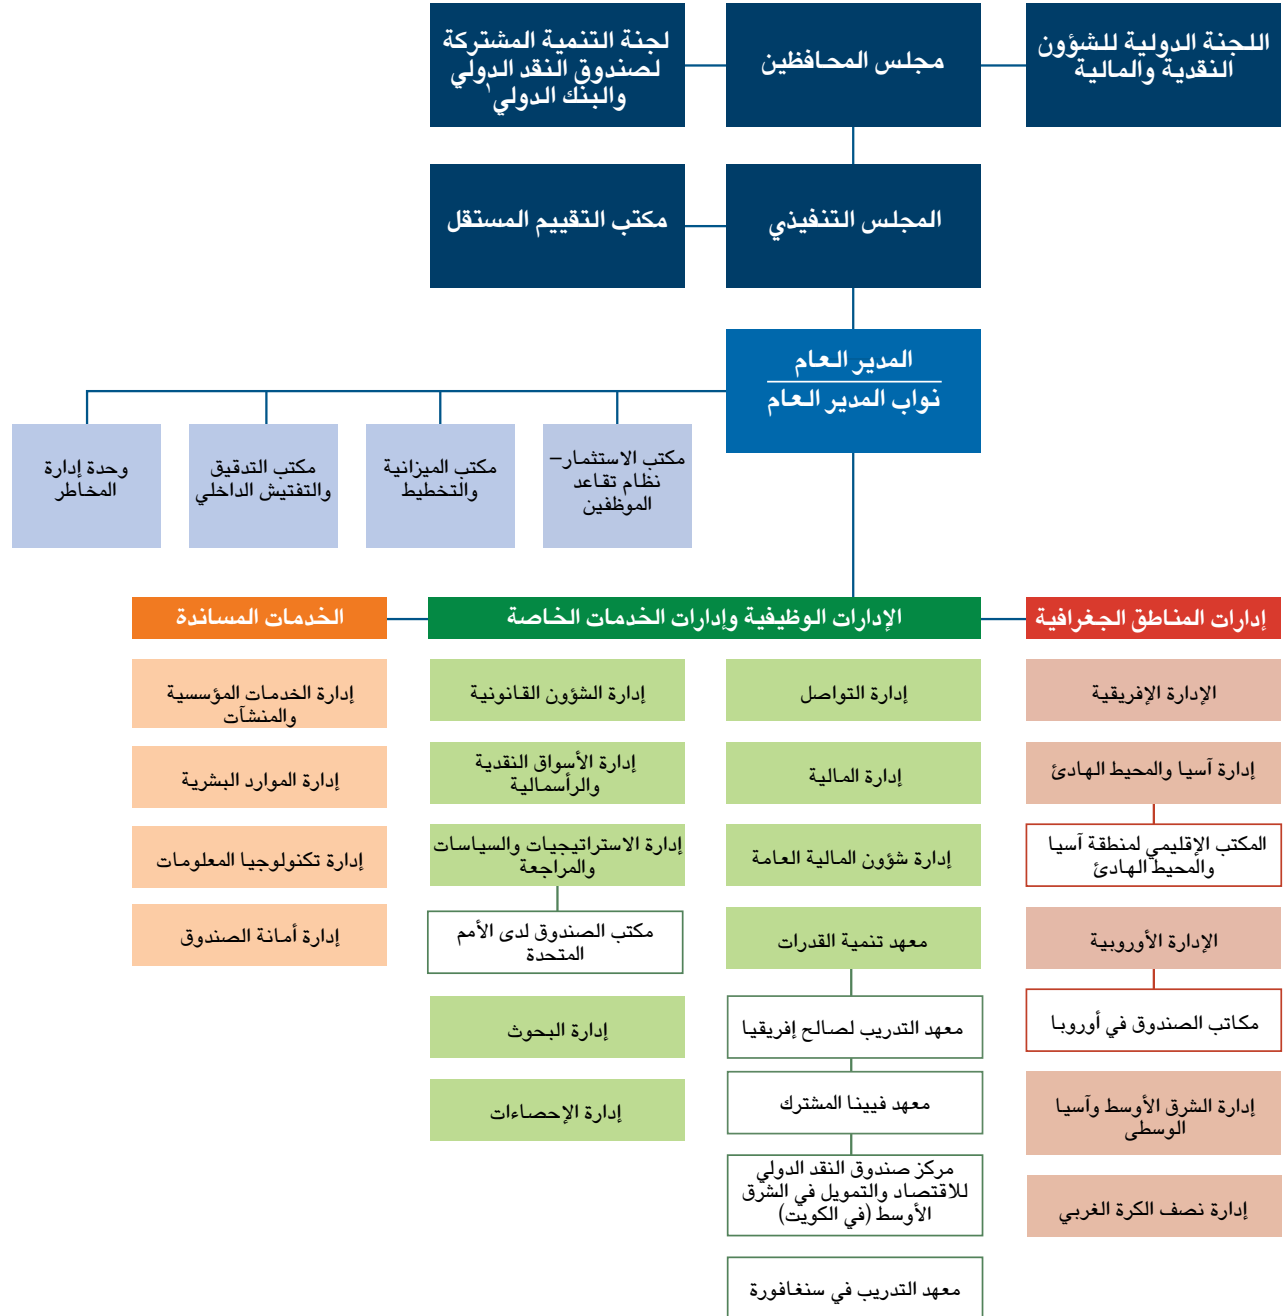 اللجنة الدولية للشؤون
النقدية والمالية
مجلس المحافظين
لجنة التنمية المشتركة
لصندوق النقد الدولي
والبنك الدولي١
المجلس التنفيذي
مكتب التقييم المستقل
المدير العام
نواب المدير العام
مكتب الاستثمار–
نظام تقاعد
الموظفين
مكتب الميزانية
والتخطيط
مكتب التدقيق
والتفتيش الداخلي
وحدة إدارة
المخاطر
إدارات المناطق الجغرافية
الإدارات الوظيفية وإدارات الخدمات الخاصة
الخدمات المساندة
الإدارة الإفريقية
إدارة آسيا والمحيط الهادئ
المكتب الإقليمي لمنطقة آسيا
والمحيط الهادئ
الإدارة الأوروبية
مكاتب الصندوق في أوروبا
إدارة الشرق الأوسط وآسيا
الوسطى
إدارة نصف الكرة الغربي
إدارة التواصل
إدارة المالية
إدارة شؤون المالية العامة
معهد تنمية القدرات
معهد التدريب لصالح إفريقيا
معهد فيينا المشترك
مركز صندوق النقد الدولي
للاقتصاد والتمويل في الشرق
الأوسط (في الكويت)
معهد التدريب في سنغافورة
إدارة الشؤون القانونية
إدارة الأسواق النقدية
والرأسمالية
إدارة الاستراتيجيات والسياسات
والمراجعة
مكتب الصندوق لدى الأمم
المتحدة
إدارة البحوث
إدارة الإحصاءات
إدارة الخدمات المؤسسية
والمنشآت
إدارة الموارد البشرية
إدارة تكنولوجيا المعلومات
إدارة أمانة الصندوق